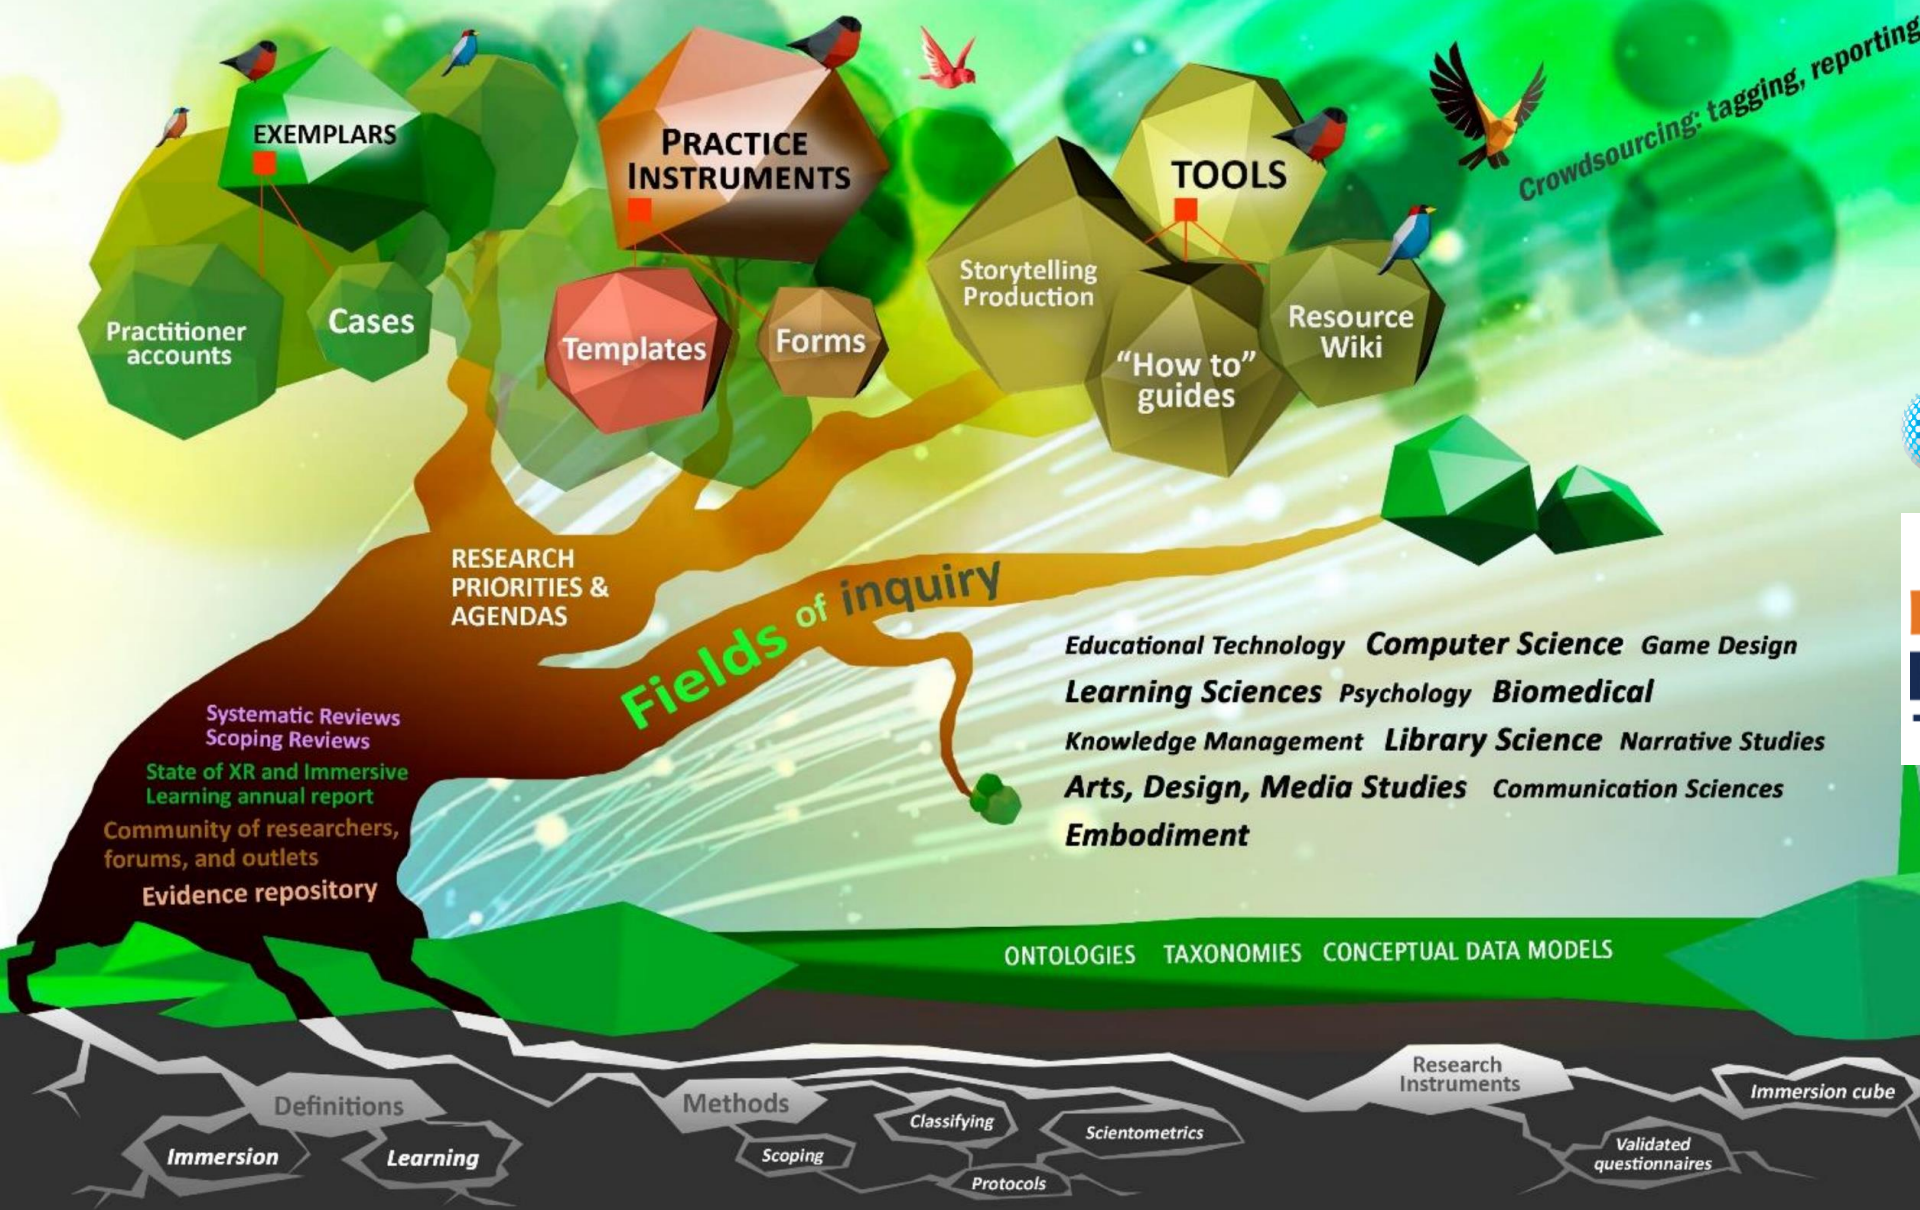 Crowdsourcing: tagging, reporting
EXEMPLARS
Practitioner
accounts
Cases
PRACTICE
INSTRUMENTS
Templates
Forms
TOOLS
Storytelling
Production
“How to”
guides
Resource
Wiki
RESEARCH
PRIORITIES &
AGENDAS
Fields of inquiry
Systematic Reviews
Scoping Reviews
State of XR and Immersive
Learning annual report
Community of researchers,
forums, and outlets
Evidence repository
Educational Technology Computer Science Game Design
Learning Sciences Psychology Biomedical
Knowledge Management Library Science Narrative Studies
Arts, Design, Media Studies Communication Sciences
Embodiment
ONTOLOGIES TAXONOMIES CONCEPTUAL DATA MODELS
Definitions
Immersion
Learning
Methods
Scoping
Classifying
Scientometrics
Protocols
Research
Instruments
Validated
questionnaires
Immersion cube